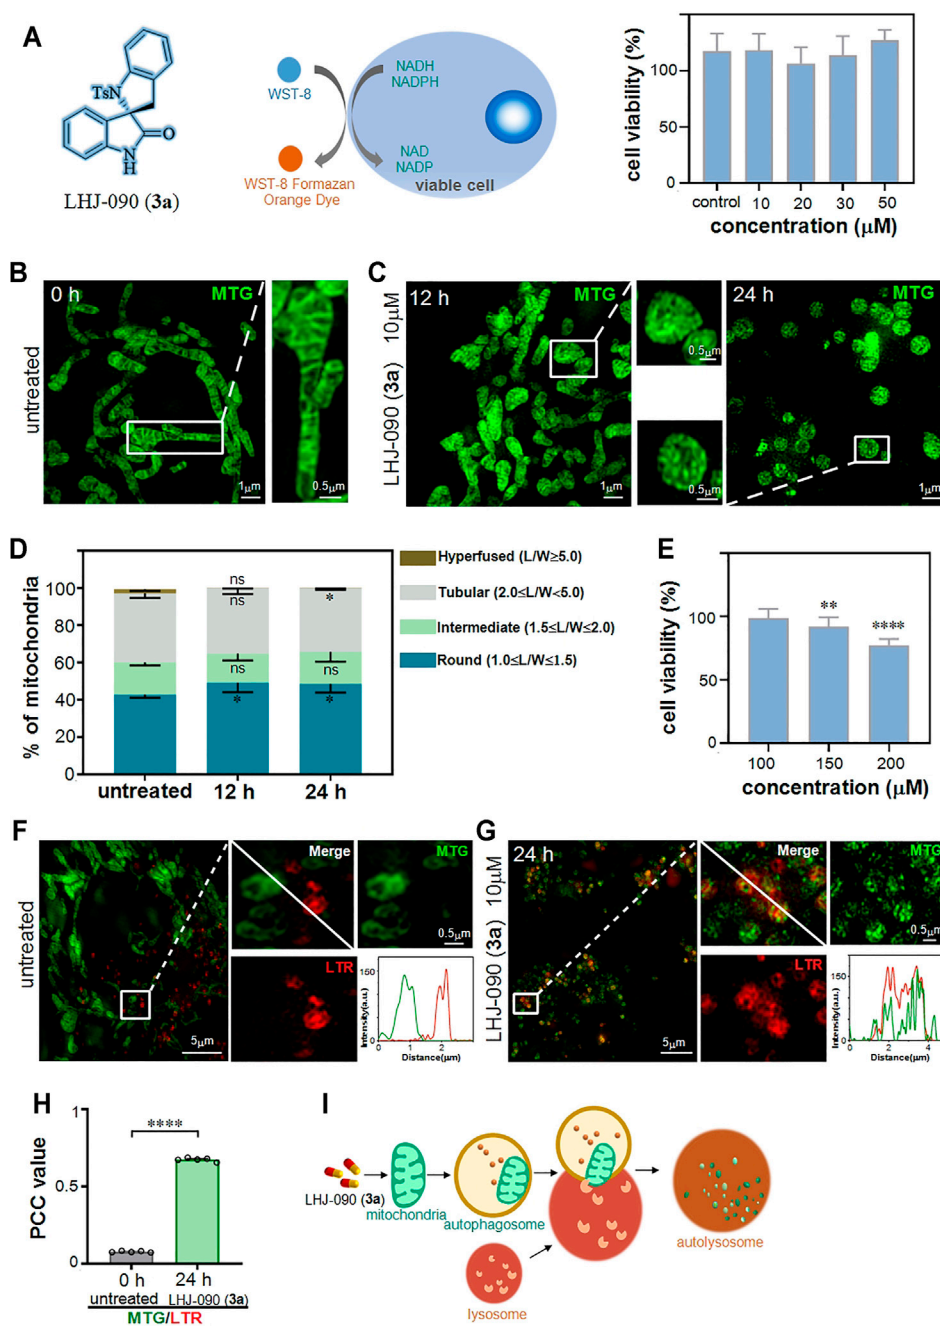 A
TsN
O
N
H
LHJ-090 (3a)
WST-8
NADH
NADPH
NAD
NADP
WST-8 Formazan
Orange Dye
viable cell
cell viability (%)
100
50
0
control 10 20 30 50
concentration (μM)
B
untreated
0 h
MTG
1μm
0.5μm
C
LHJ-090 (3a) 10μM
12 h
MTG
1μm
0.5μm
0.5μm
24 h
MTG
1μm
D
% of mitochondria
100
80
60
40
20
0
ns
ns
ns
*
*
ns
*
untreated 12 h 24 h
Hyperfused (L/W≥5.0)
Tubular (2.0≤L/W<5.0)
Intermediate (1.5≤L/W≤2.0)
Round (1.0≤L/W≤1.5)
E
cell viability (%)
150
100
50
0
**
****
100 150 200
concentration (μM)
F
untreated
5μm
Merge
MTG
0.5μm
LTR
Intensity(a.u.)
150
0
0 2
Distance(μm)
G
LHJ-090 (3a) 10μM
24 h
5μm
Merge
MTG
0.5μm
LTR
Intensity(a.u.)
150
0
0 2 4
Distance(μm)
H
PCC value
1
0.5
0
****
0 h 24 h
untreated LHJ-090 (3a)
MTG/LTR
I
LHJ-090 (3a)
mitochondria
autophagosome
lysosome
autolysosome